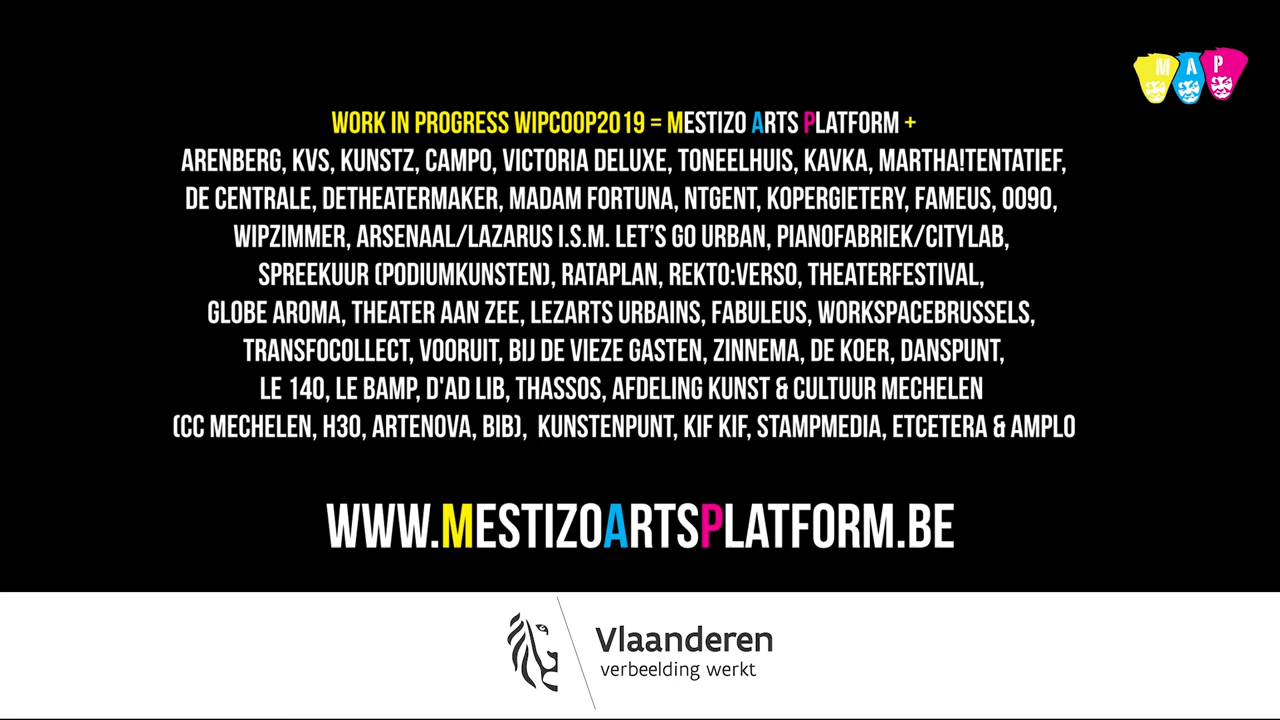 M A P
WORK IN PROGRESS WIPCOOP2019 = MESTIZO ARTS PLATFORM +
ARENBERG, KVS, KUNSTZ, CAMPO, VICTORIA DELUXE, TONEELHUIS, KAVKA, MARTHA!TENTATIEF,
DE CENTRALE, DETHEATERMAKER, MADAM FORTUNA, NTGENT, KOPERGIETERY, FAMEUS, 0090,
WIPZIMMER, ARSENAAL/LAZARUS I.S.M. LET'S GO URBAN, PIANOFABRIEK/CITYLAB,
SPREEKUUR (PODIUMKUNSTEN), RATAPLAN, REKTO:VERSO, THEATERFESTIVAL,
GLOBE AROMA, THEATER AAN ZEE, LEZARTS URBAINS, FABULEUS, WORKSPACEBRUSSELS,
TRANSFOCOLLECT, VOORUIT, BIJ DE VIEZE GASTEN, ZINNEMA, DE KOER, DANSPUNT,
LE 140, LE BAMP, D'AD LIB, THASSOS, AFDELING KUNST & CULTUUR MECHELEN
(CC MECHELEN, H30, ARTENOVA, BIB), KUNSTENPUNT, KIF KIF, STAMPMEDIA, ETCETERA & AMPLO
WWW.MESTIZOARTSPLATFORM.BE
Vlaanderen
verbeelding werkt